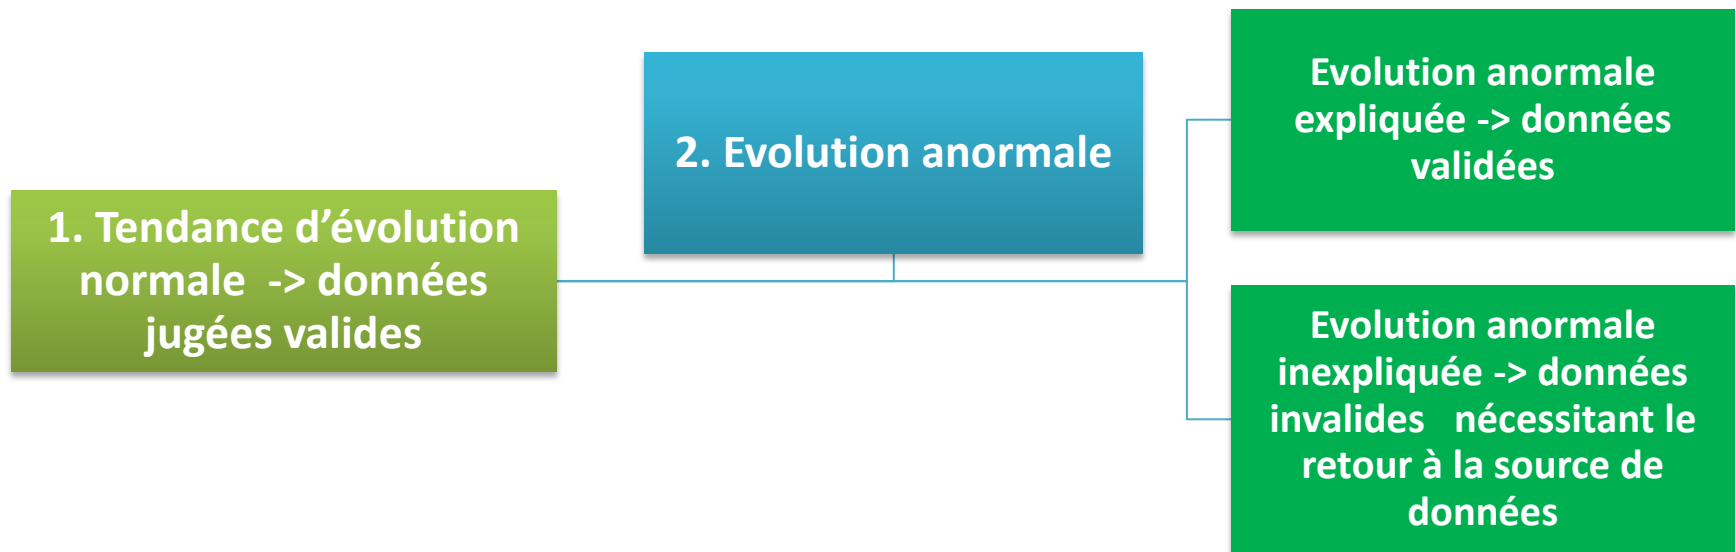 1. Tendance d’évolution
normale -> données
jugées valides
2. Evolution anormale
Evolution anormale
expliquée -> données
validées
Evolution anormale
inexpliquée -> données
invalides nécessitant le
retour à la source de
données